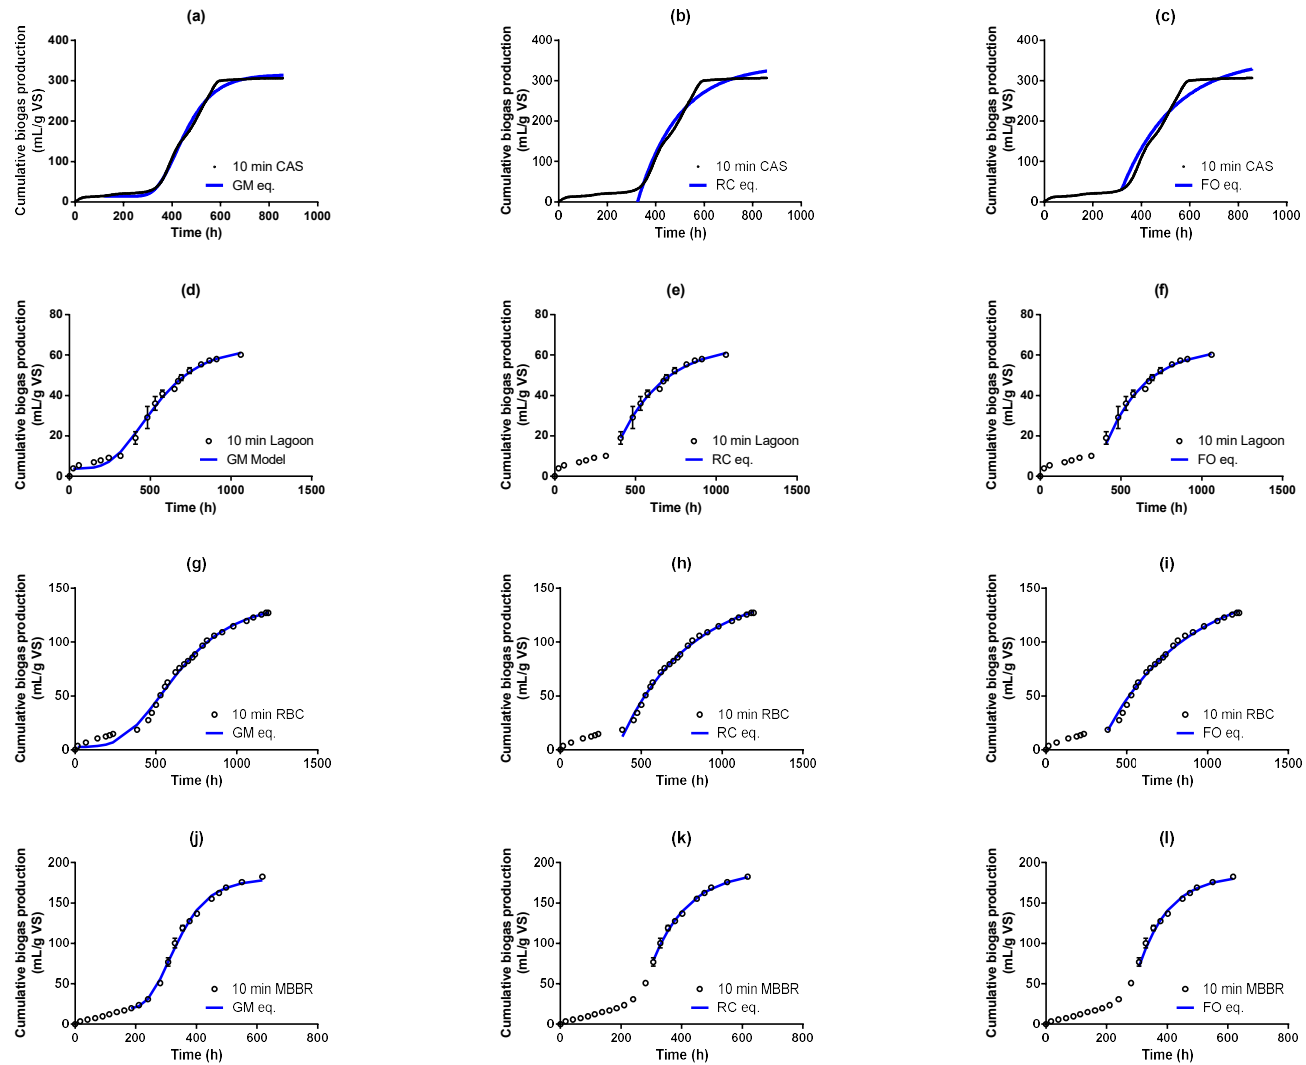 (a)
Cumulative biogas production
(mL/g VS)
400
300
200
100
0
10 min CAS
GM eq.
0 200 400 600 800 1000
Time (h)
(b)
Cumulative biogas production
(mL/g VS)
400
300
200
100
0
10 min CAS
RC eq.
0 200 400 600 800 1000
Time (h)
(c)
Cumulative biogas production
(mL/g VS)
400
300
200
100
0
10 min CAS
FO eq.
0 200 400 600 800 1000
Time (h)
(d)
Cumulative biogas production
(mL/g VS)
80
60
40
20
0
10 min Lagoon
GM Model
0 500 1000 1500
Time (h)
(e)
Cumulative biogas production
(mL/g VS)
80
60
40
20
0
10 min Lagoon
RC eq.
0 500 1000 1500
Time (h)
(f)
Cumulative biogas production
(mL/g VS)
80
60
40
20
0
10 min Lagoon
FO eq.
0 500 1000 1500
Time (h)
(g)
Cumulative biogas production
(mL/g VS)
150
100
50
0
10 min RBC
GM eq.
0 500 1000 1500
Time (h)
(h)
Cumulative biogas production
(mL/g VS)
150
100
50
0
10 min RBC
RC eq.
0 500 1000 1500
Time (h)
(i)
Cumulative biogas production
(mL/g VS)
150
100
50
0
10 min RBC
FO eq.
0 500 1000 1500
Time (h)
(j)
Cumulative biogas production
(mL/g VS)
200
150
100
50
0
10 min MBBR
GM eq.
0 200 400 600 800
Time (h)
(k)
Cumulative biogas production
(mL/g VS)
200
150
100
50
0
10 min MBBR
RC eq.
0 200 400 600 800
Time (h)
(l)
Cumulative biogas production
(mL/g VS)
200
150
100
50
0
10 min MBBR
FO eq.
0 200 400 600 800
Time (h)